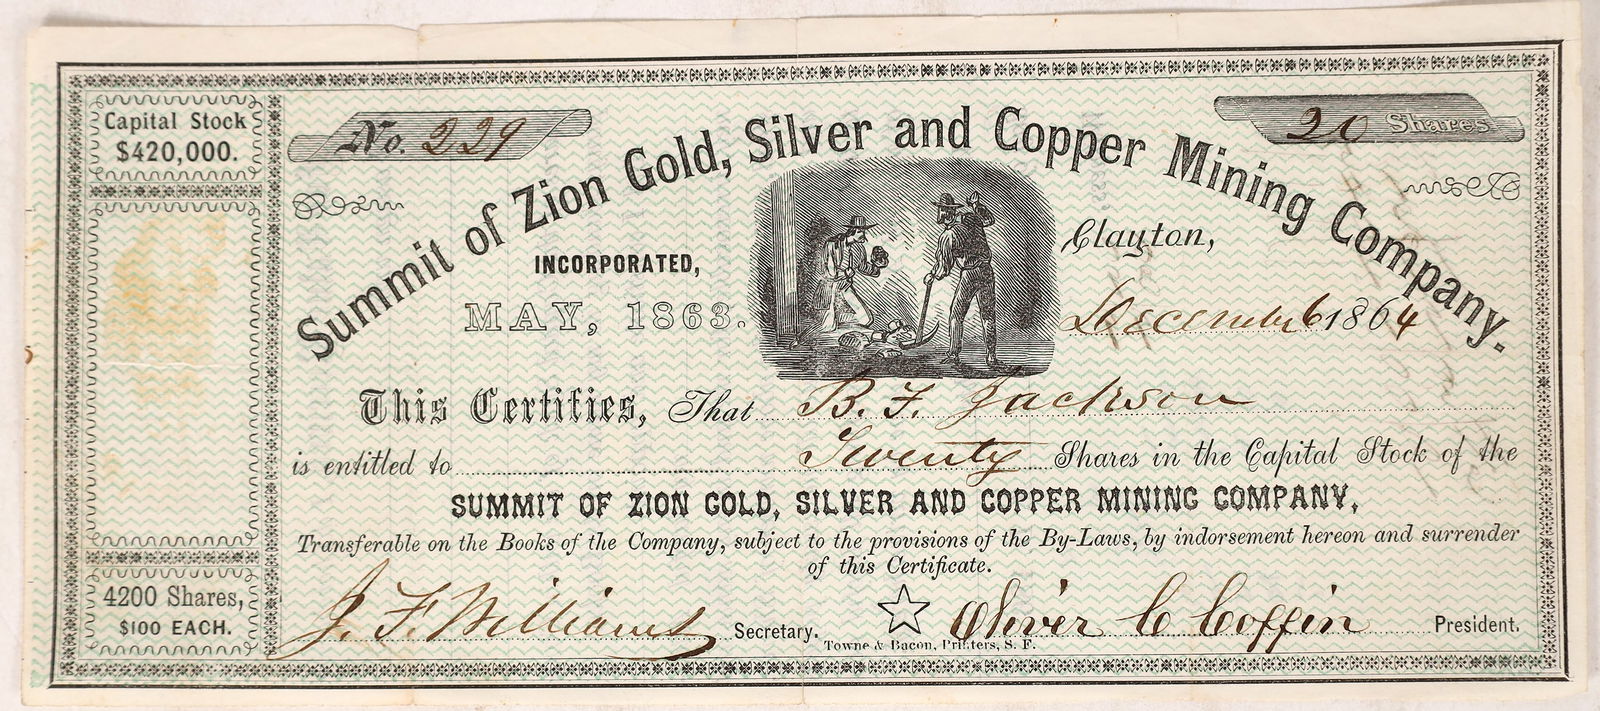 Capital Stock
$420,000.
No. 229
20 Shares
Summit of Zion Gold, Silver and Copper Mining Company.
INCORPORATED,
MAY, 1863.
Clayton,
December 6 1864
This Certifies, That B. F. Jackson
is entitled to Twenty Shares in the Capital Stock of the
SUMMIT OF ZION GOLD, SILVER AND COPPER MINING COMPANY,
Transferable on the Books of the Company, subject to the provisions of the By-Laws, by indorsement hereon and surrender
of this Certificate.
4200 Shares,
$100 EACH.
J. F. Williams Secretary.
Oliver C Coffin President.
Towne & Bacon, Printers, S. F.